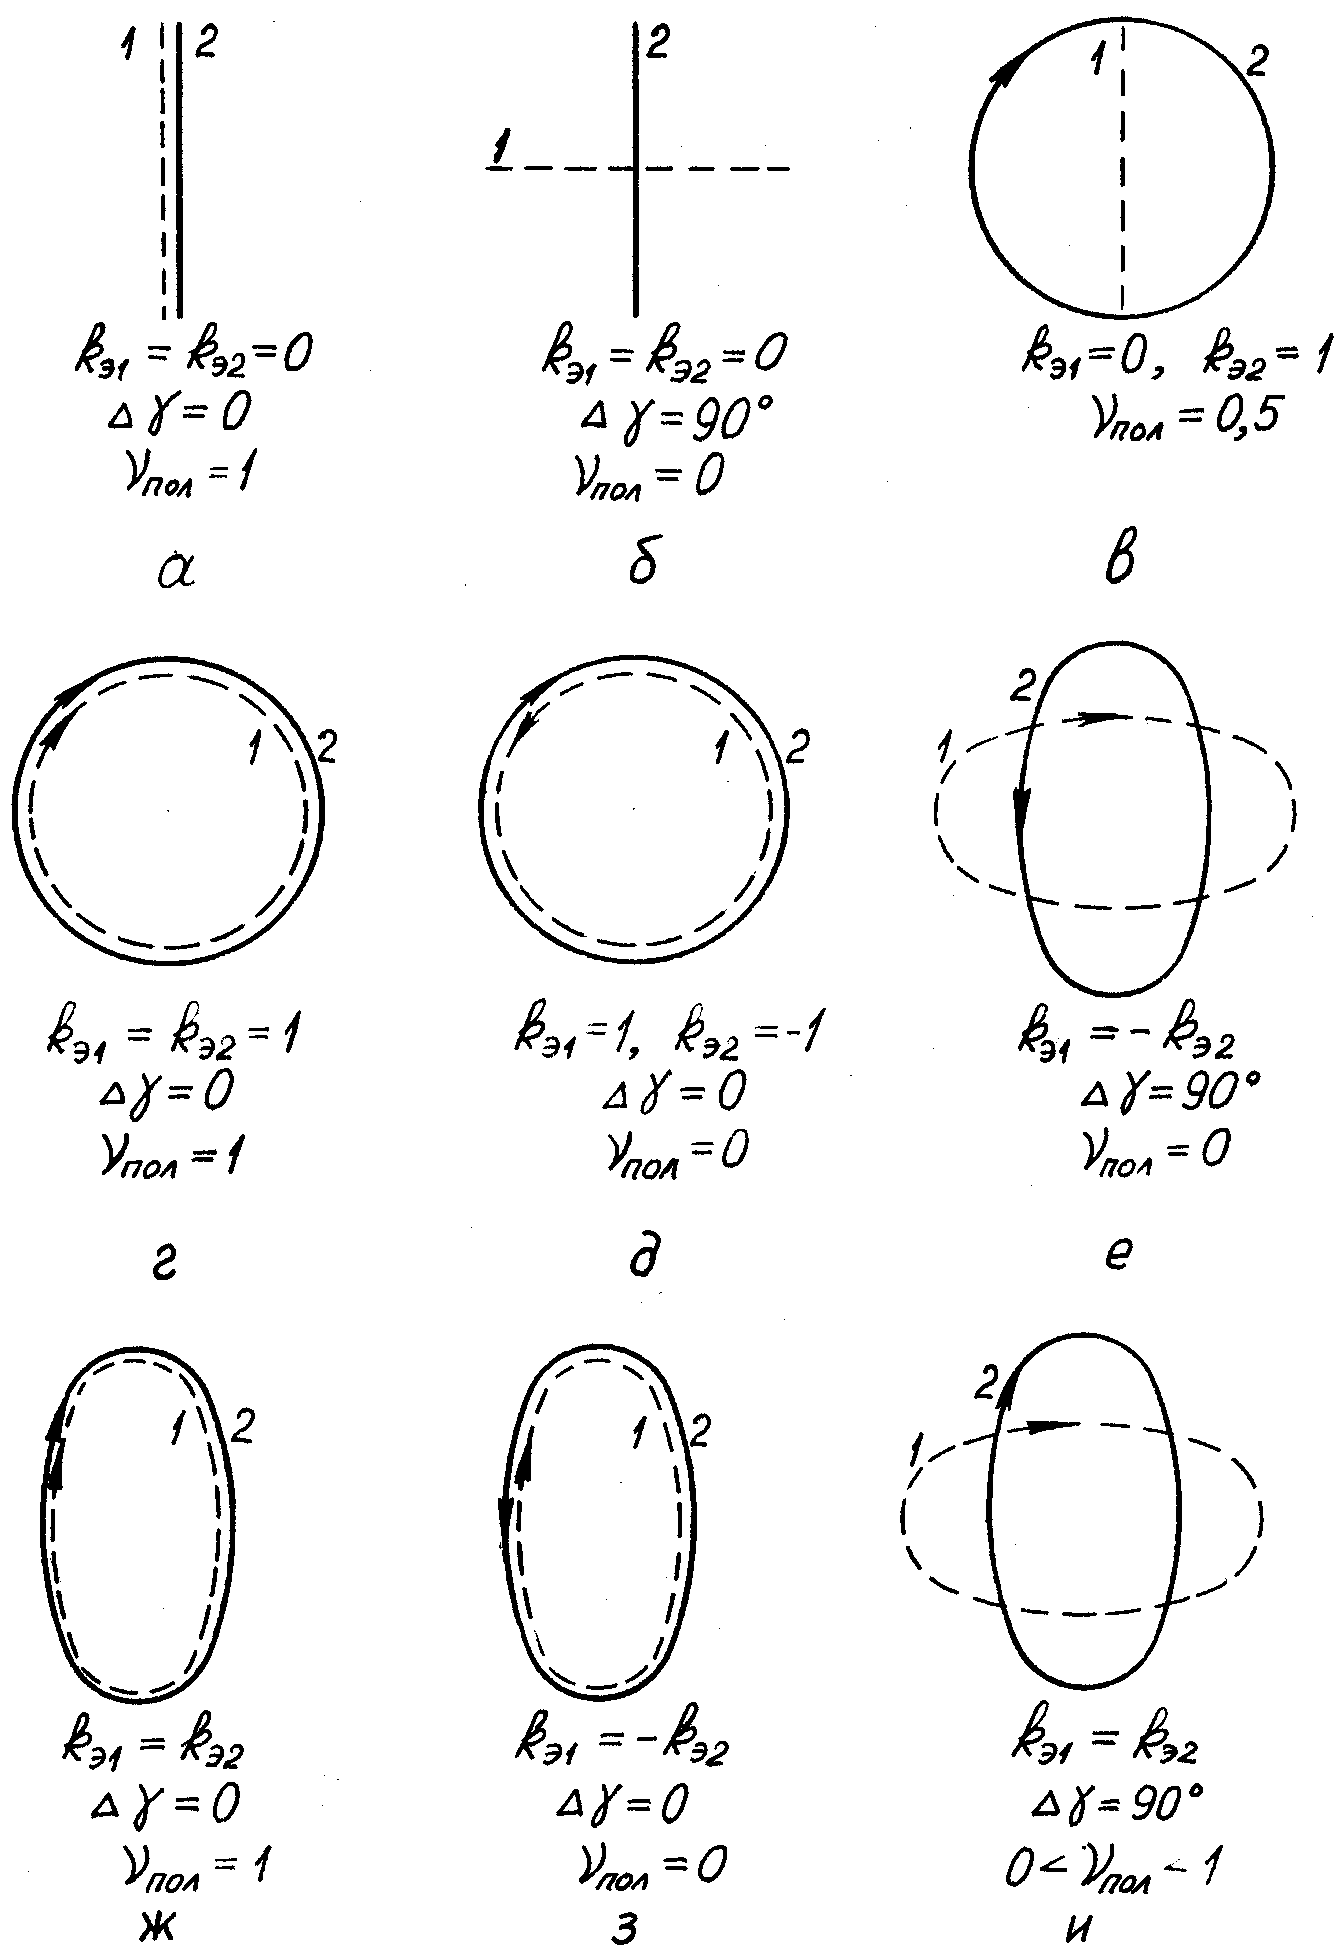 1 2
2
1
1 2
kэ1 = kэ2 = 0
Δγ = 0
νпол = 1
а
kэ1 = kэ2 = 0
Δγ = 90°
νпол = 0
б
kэ1 = 0, kэ2 = 1
νпол = 0,5
в
1 2
1 2
2
1
kэ1 = kэ2 = 1
Δγ = 0
νпол = 1
г
kэ1 = 1, kэ2 = -1
Δγ = 0
νпол = 0
д
kэ1 = - kэ2
Δγ = 90°
νпол = 0
е
1 2
1 2
2
1
kэ1 = kэ2
Δγ = 0
νпол = 1
ж
kэ1 = - kэ2
Δγ = 0
νпол = 0
з
kэ1 = kэ2
Δγ = 90°
0 < νпол < 1
и